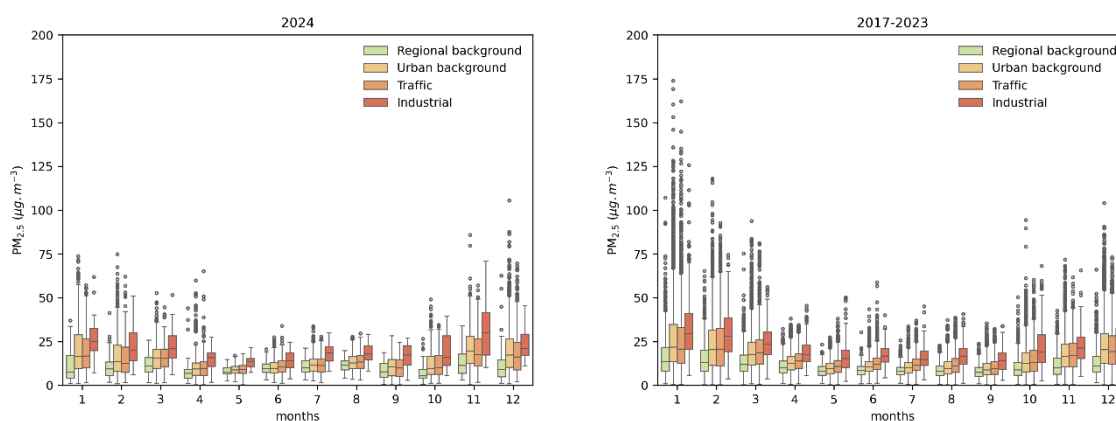 2024
200
175
150
125
100
75
50
25
0
PM2.5 (μg.m−3)
Regional background
Urban background
Traffic
Industrial
1 2 3 4 5 6 7 8 9 10 11 12
months
2017-2023
200
175
150
125
100
75
50
25
0
PM2.5 (μg.m−3)
Regional background
Urban background
Traffic
Industrial
1 2 3 4 5 6 7 8 9 10 11 12
months